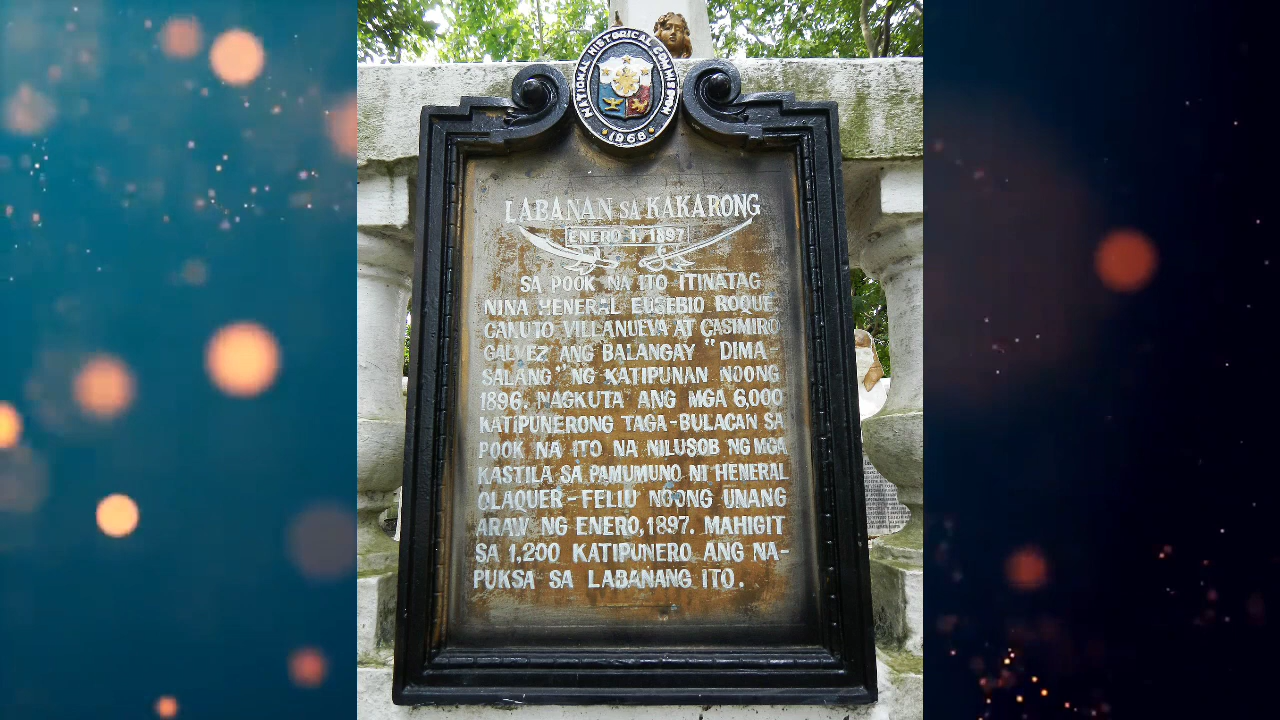 NATIONAL HISTORICAL COMMISSION
1968
LABANAN SA KAKARONG
ENERO 1, 1897
SA POOK NA ITO ITINATAG
NINA HENERAL EUSEBIO ROQUE
CANUTO VILLANUEVA AT CASIMIRO
GALVEZ ANG BALANGAY "DIMA-
SALANG" NG KATIPUNAN NOONG
1896. NAGKUTA ANG MGA 6,000
KATIPUNERONG TAGA-BULACAN SA
POOK NA ITO NA NILUSOB NG MGA
KASTILA SA PAMUMUNO NI HENERAL
OLAQUER-FELIU NOONG UNANG
ARAW NG ENERO, 1897. MAHIGIT
SA 1,200 KATIPUNERO ANG NA-
PUKSA SA LABANANG ITO.